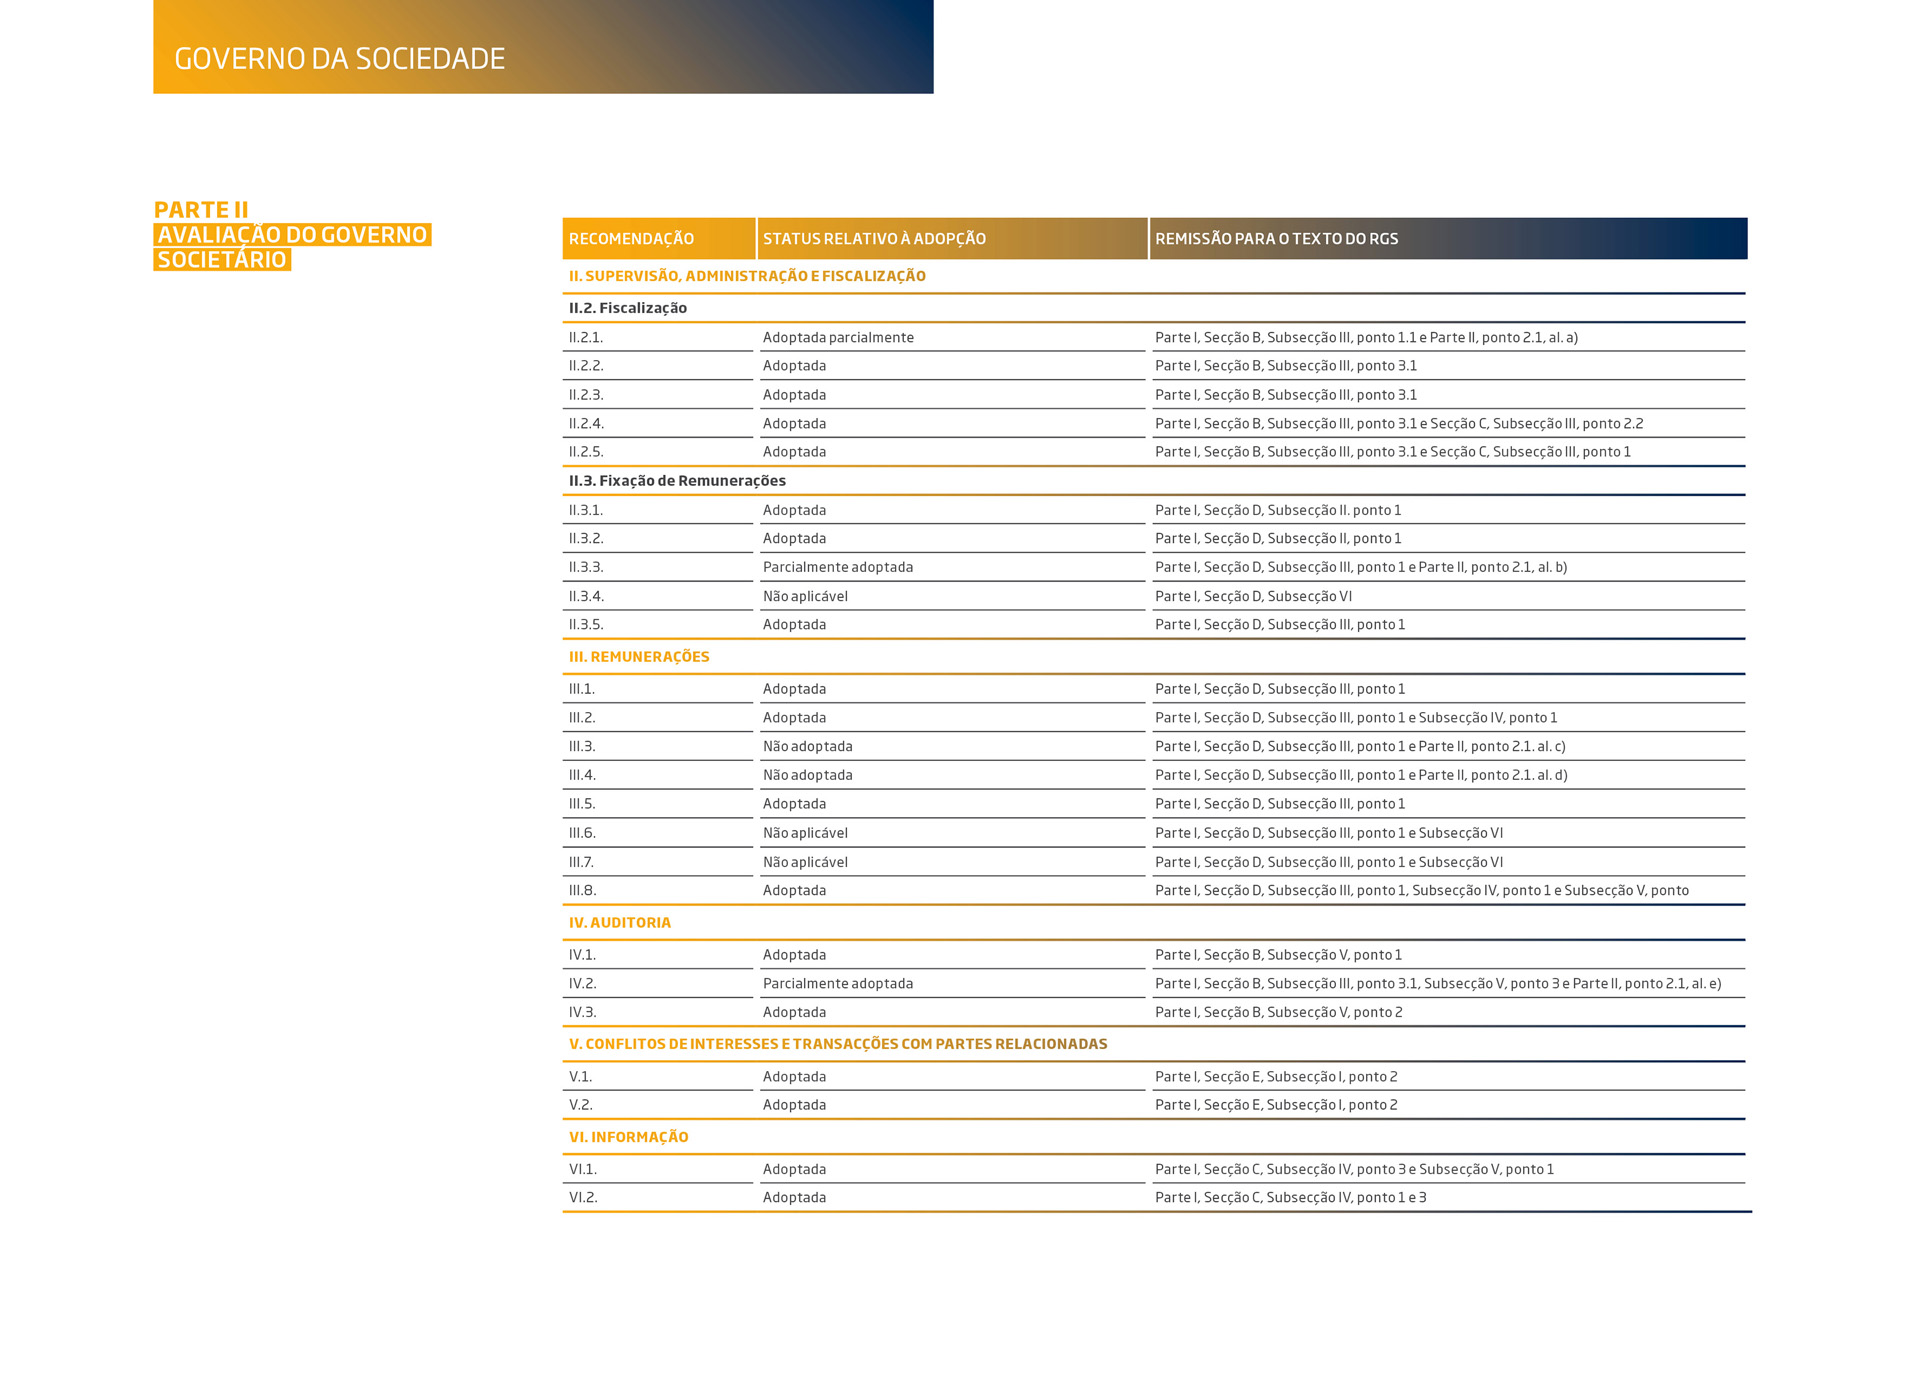 GOVERNO DA SOCIEDADE
PARTE II
AVALIAÇÃO DO GOVERNO
SOCIETÁRIO
RECOMENDAÇÃO STATUS RELATIVO À ADOPÇÃO REMISSÃO PARA O TEXTO DO RGS
II. SUPERVISÃO, ADMINISTRAÇÃO E FISCALIZAÇÃO
II.2. Fiscalização
II.2.1. Adoptada parcialmente Parte I, Secção B, Subsecção III, ponto 1.1 e Parte II, ponto 2.1, al. a)
II.2.2. Adoptada Parte I, Secção B, Subsecção III, ponto 3.1
II.2.3. Adoptada Parte I, Secção B, Subsecção III, ponto 3.1
II.2.4. Adoptada Parte I, Secção B, Subsecção III, ponto 3.1 e Secção C, Subsecção III, ponto 2.2
II.2.5. Adoptada Parte I, Secção B, Subsecção III, ponto 3.1 e Secção C, Subsecção III, ponto 1
II.3. Fixação de Remunerações
II.3.1. Adoptada Parte I, Secção D, Subsecção II. ponto 1
II.3.2. Adoptada Parte I, Secção D, Subsecção II, ponto 1
II.3.3. Parcialmente adoptada Parte I, Secção D, Subsecção III, ponto 1 e Parte II, ponto 2.1, al. b)
II.3.4. Não aplicável Parte I, Secção D, Subsecção VI
II.3.5. Adoptada Parte I, Secção D, Subsecção III, ponto 1
III. REMUNERAÇÕES
III.1. Adoptada Parte I, Secção D, Subsecção III, ponto 1
III.2. Adoptada Parte I, Secção D, Subsecção III, ponto 1 e Subsecção IV, ponto 1
III.3. Não adoptada Parte I, Secção D, Subsecção III, ponto 1 e Parte II, ponto 2.1. al. c)
III.4. Não adoptada Parte I, Secção D, Subsecção III, ponto 1 e Parte II, ponto 2.1. al. d)
III.5. Adoptada Parte I, Secção D, Subsecção III, ponto 1
III.6. Não aplicável Parte I, Secção D, Subsecção III, ponto 1 e Subsecção VI
III.7. Não aplicável Parte I, Secção D, Subsecção III, ponto 1 e Subsecção VI
III.8. Adoptada Parte I, Secção D, Subsecção III, ponto 1, Subsecção IV, ponto 1 e Subsecção V, ponto
IV. AUDITORIA
IV.1. Adoptada Parte I, Secção B, Subsecção V, ponto 1
IV.2. Parcialmente adoptada Parte I, Secção B, Subsecção III, ponto 3.1, Subsecção V, ponto 3 e Parte II, ponto 2.1, al. e)
IV.3. Adoptada Parte I, Secção B, Subsecção V, ponto 2
V. CONFLITOS DE INTERESSES E TRANSACÇÕES COM PARTES RELACIONADAS
V.1. Adoptada Parte I, Secção E, Subsecção I, ponto 2
V.2. Adoptada Parte I, Secção E, Subsecção I, ponto 2
VI. INFORMAÇÃO
VI.1. Adoptada Parte I, Secção C, Subsecção IV, ponto 3 e Subsecção V, ponto 1
VI.2. Adoptada Parte I, Secção C, Subsecção IV, ponto 1 e 3